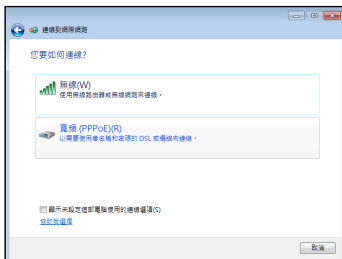 連線到網際網路
您要如何連線?
無線(W)
使用無線路由器或無線網路來連線。
寬頻 (PPPoE)(R)
以需要使用者名稱和密碼的 DSL 或纜線來連線。
顯示未設定這部電腦使用的連線選項(S)
協助我選擇
取消